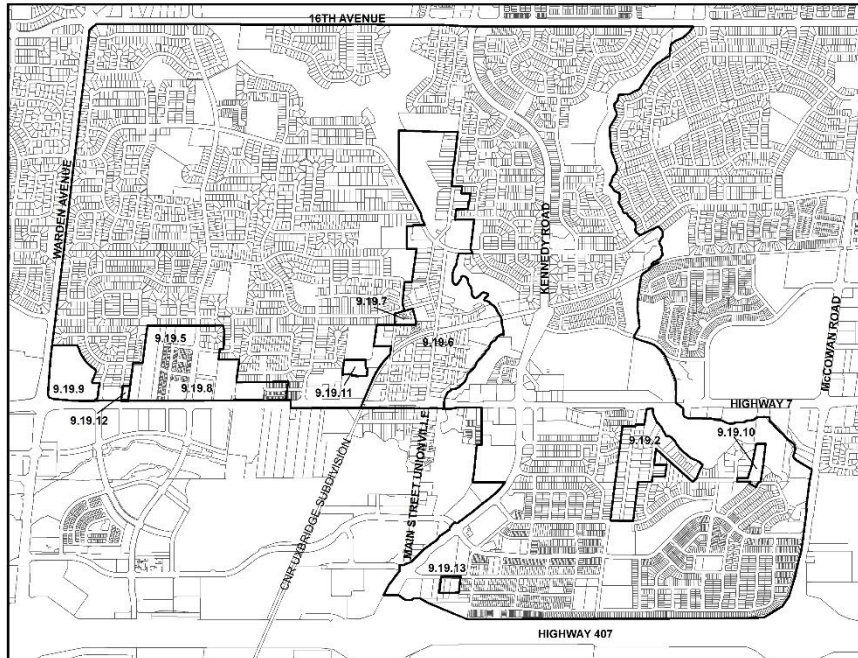 16TH AVENUE
WARDEN AVENUE
KENNEDY ROAD
9.19.7
McCOWAN ROAD
9.19.5
9.19.6
9.19.9
9.19.8
9.19.11
9.19.12
HIGHWAY 7
MAIN STREET UNIONVILLE
9.19.2
9.19.10
CNR UXBRIDGE SUBDIVISION
9.19.13
HIGHWAY 407